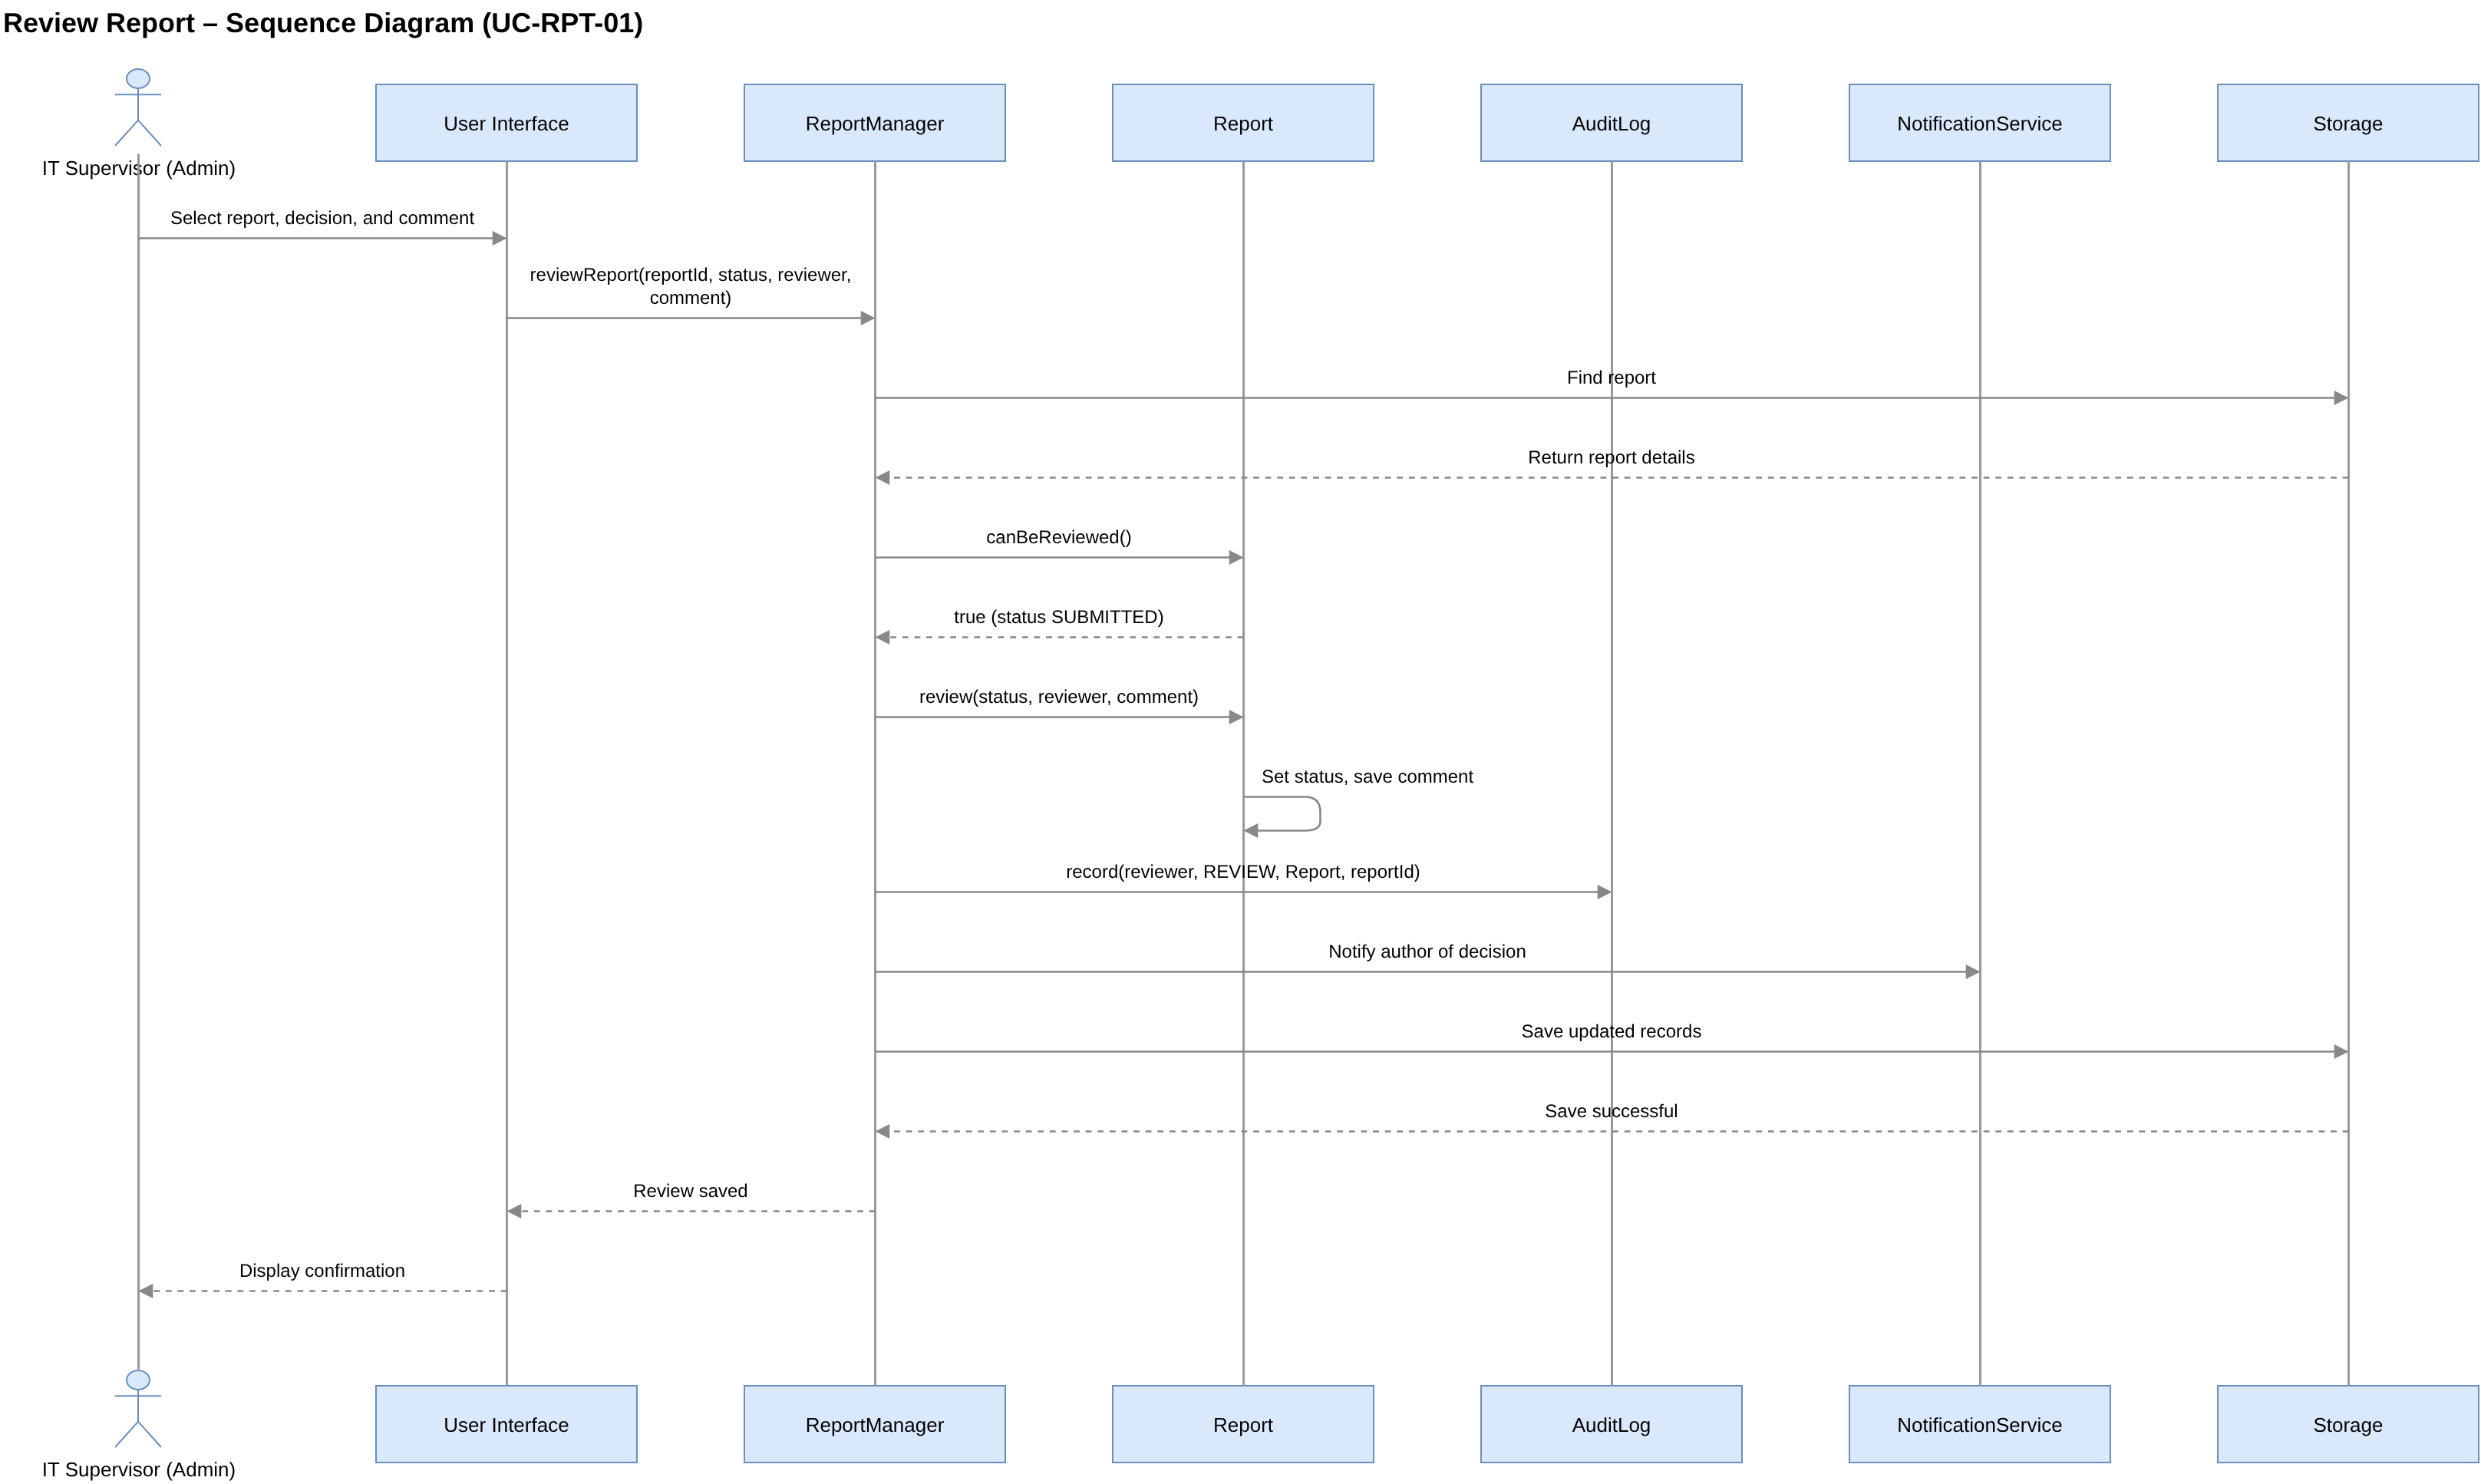 Review Report – Sequence Diagram (UC-RPT-01)
IT Supervisor (Admin)
User Interface
ReportManager
Report
AuditLog
NotificationService
Storage
Select report, decision, and comment
reviewReport(reportId, status, reviewer,
comment)
Find report
Return report details
canBeReviewed()
true (status SUBMITTED)
review(status, reviewer, comment)
Set status, save comment
record(reviewer, REVIEW, Report, reportId)
Notify author of decision
Save updated records
Save successful
Review saved
Display confirmation
IT Supervisor (Admin)
User Interface
ReportManager
Report
AuditLog
NotificationService
Storage